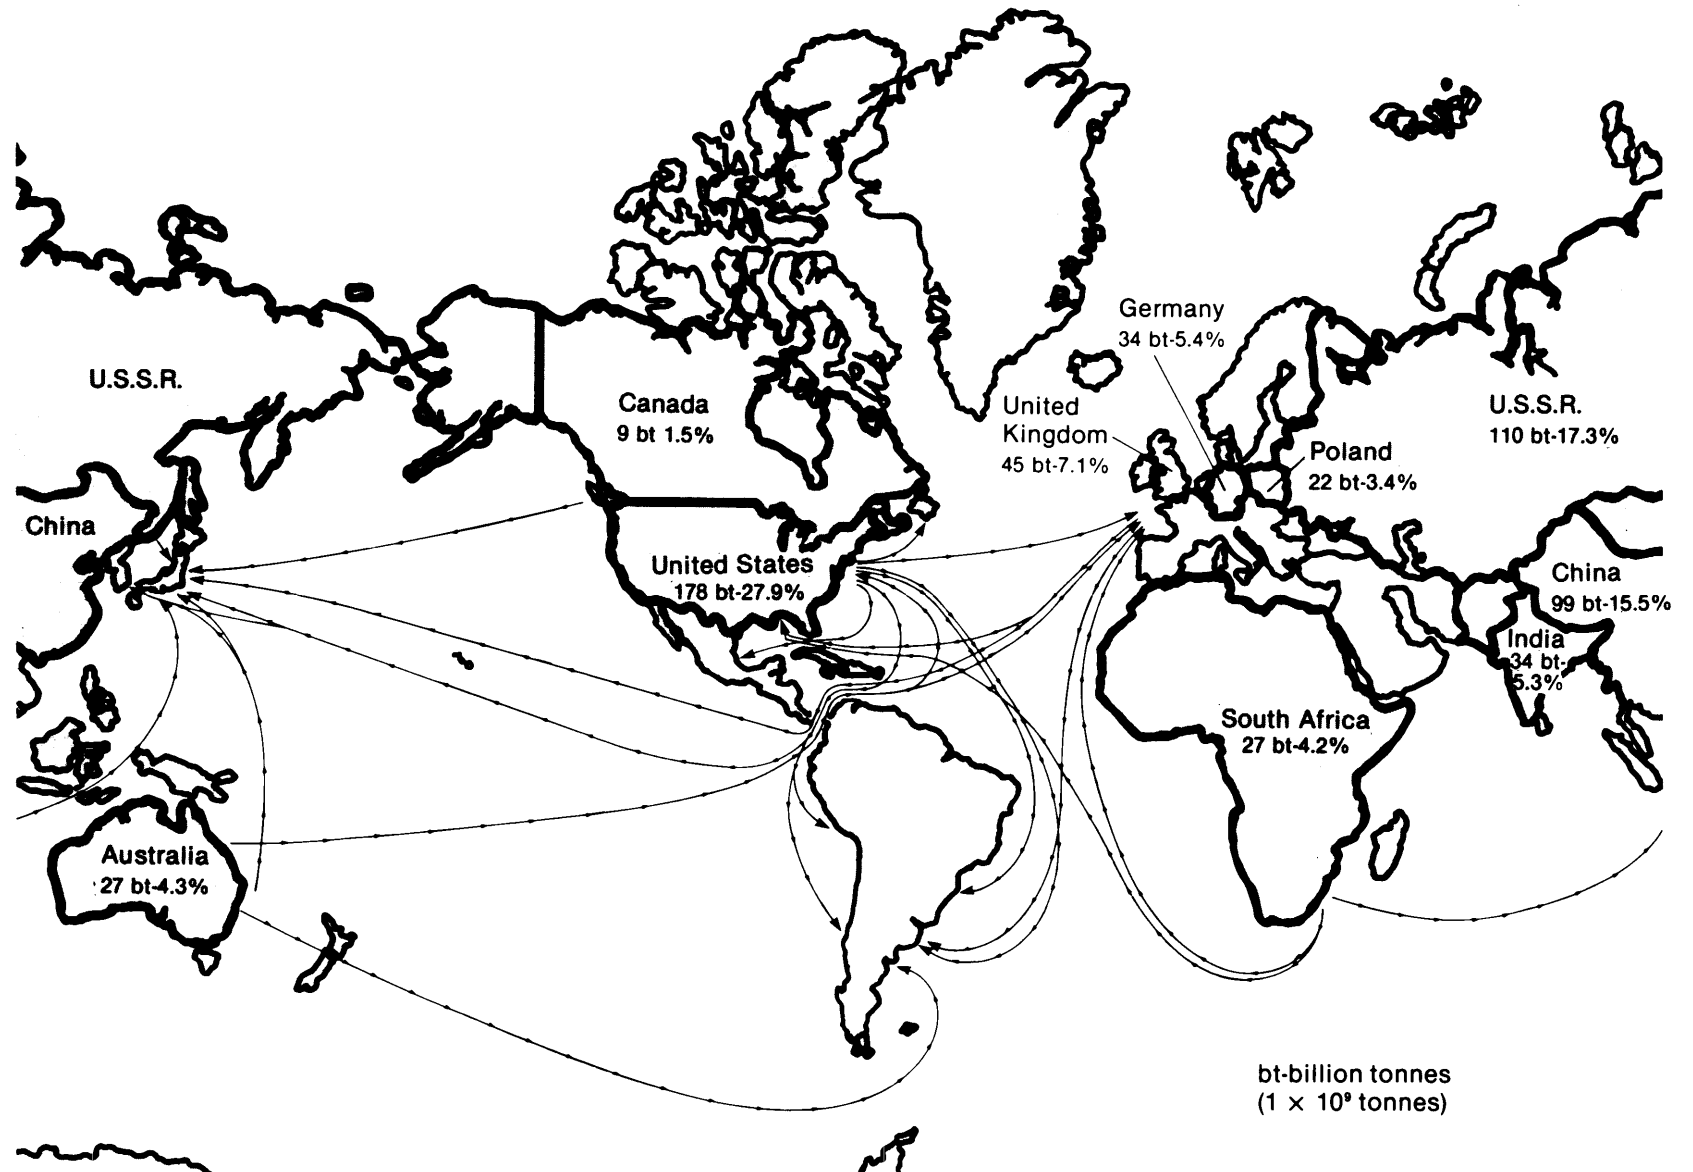 Germany
34 bt-5.4%
U.S.S.R.
Canada
9 bt 1.5%
United
Kingdom
45 bt-7.1%
U.S.S.R.
110 bt-17.3%
Poland
22 bt-3.4%
China
United States
178 bt-27.9%
China
99 bt-15.5%
India
34 bt-
5.3%
South Africa
27 bt-4.2%
Australia
27 bt-4.3%
bt-billion tonnes
(1 × 10⁹ tonnes)